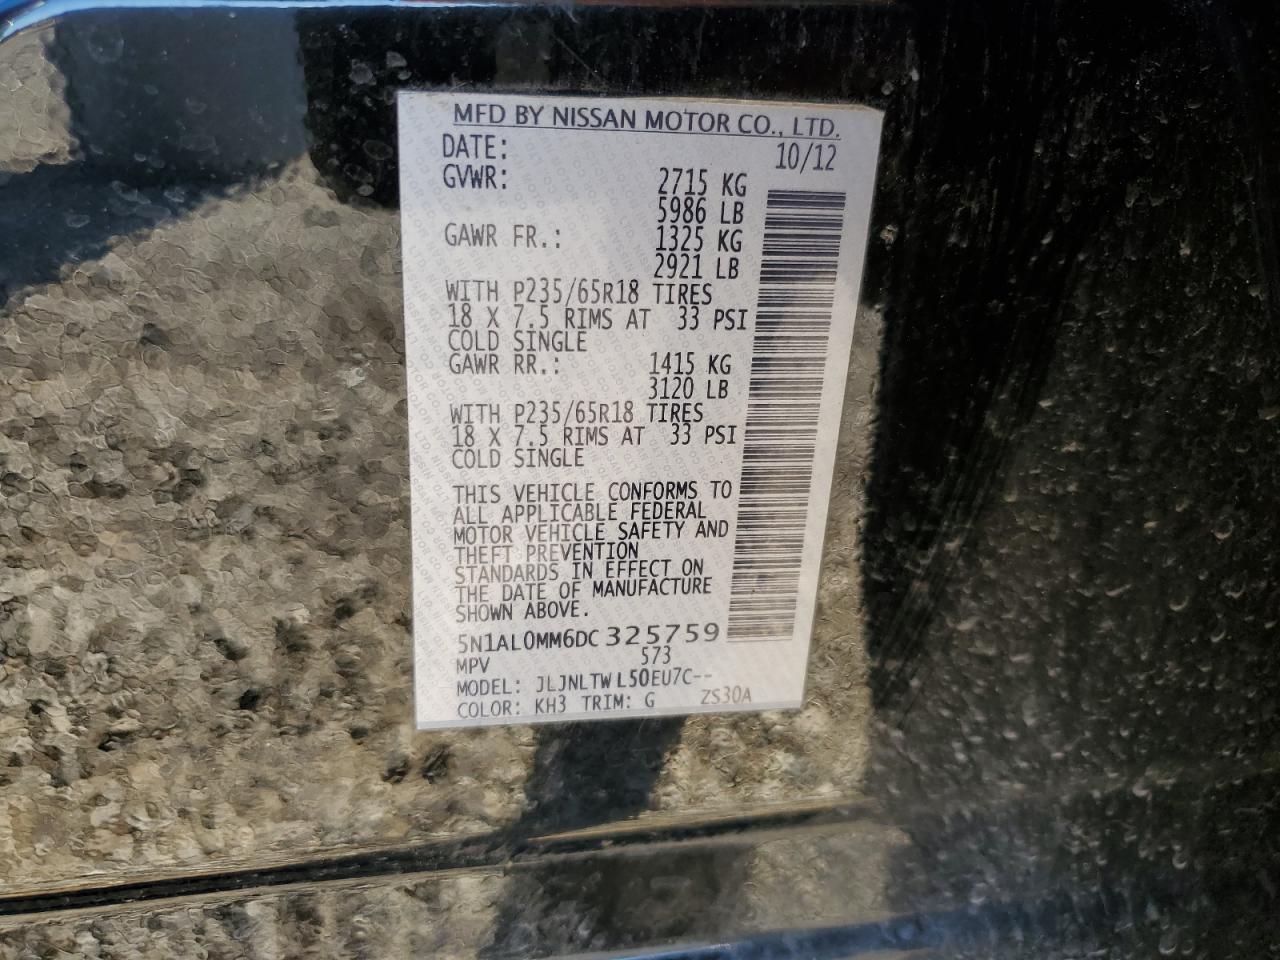 MFD BY NISSAN MOTOR CO., LTD.
DATE: 10/12
GVWR: 2715 KG
5986 LB
GAWR FR.: 1325 KG
2921 LB
WITH P235/65R18 TIRES
18 X 7.5 RIMS AT 33 PSI
COLD SINGLE
GAWR RR.: 1415 KG
3120 LB
WITH P235/65R18 TIRES
18 X 7.5 RIMS AT 33 PSI
COLD SINGLE
THIS VEHICLE CONFORMS TO
ALL APPLICABLE FEDERAL
MOTOR VEHICLE SAFETY AND
THEFT PREVENTION
STANDARDS IN EFFECT ON
THE DATE OF MANUFACTURE
SHOWN ABOVE.
5N1AL0MM6DC325759
MPV 573
MODEL: JLJNLTWL50EU7C--
COLOR: KH3 TRIM: G ZS30A